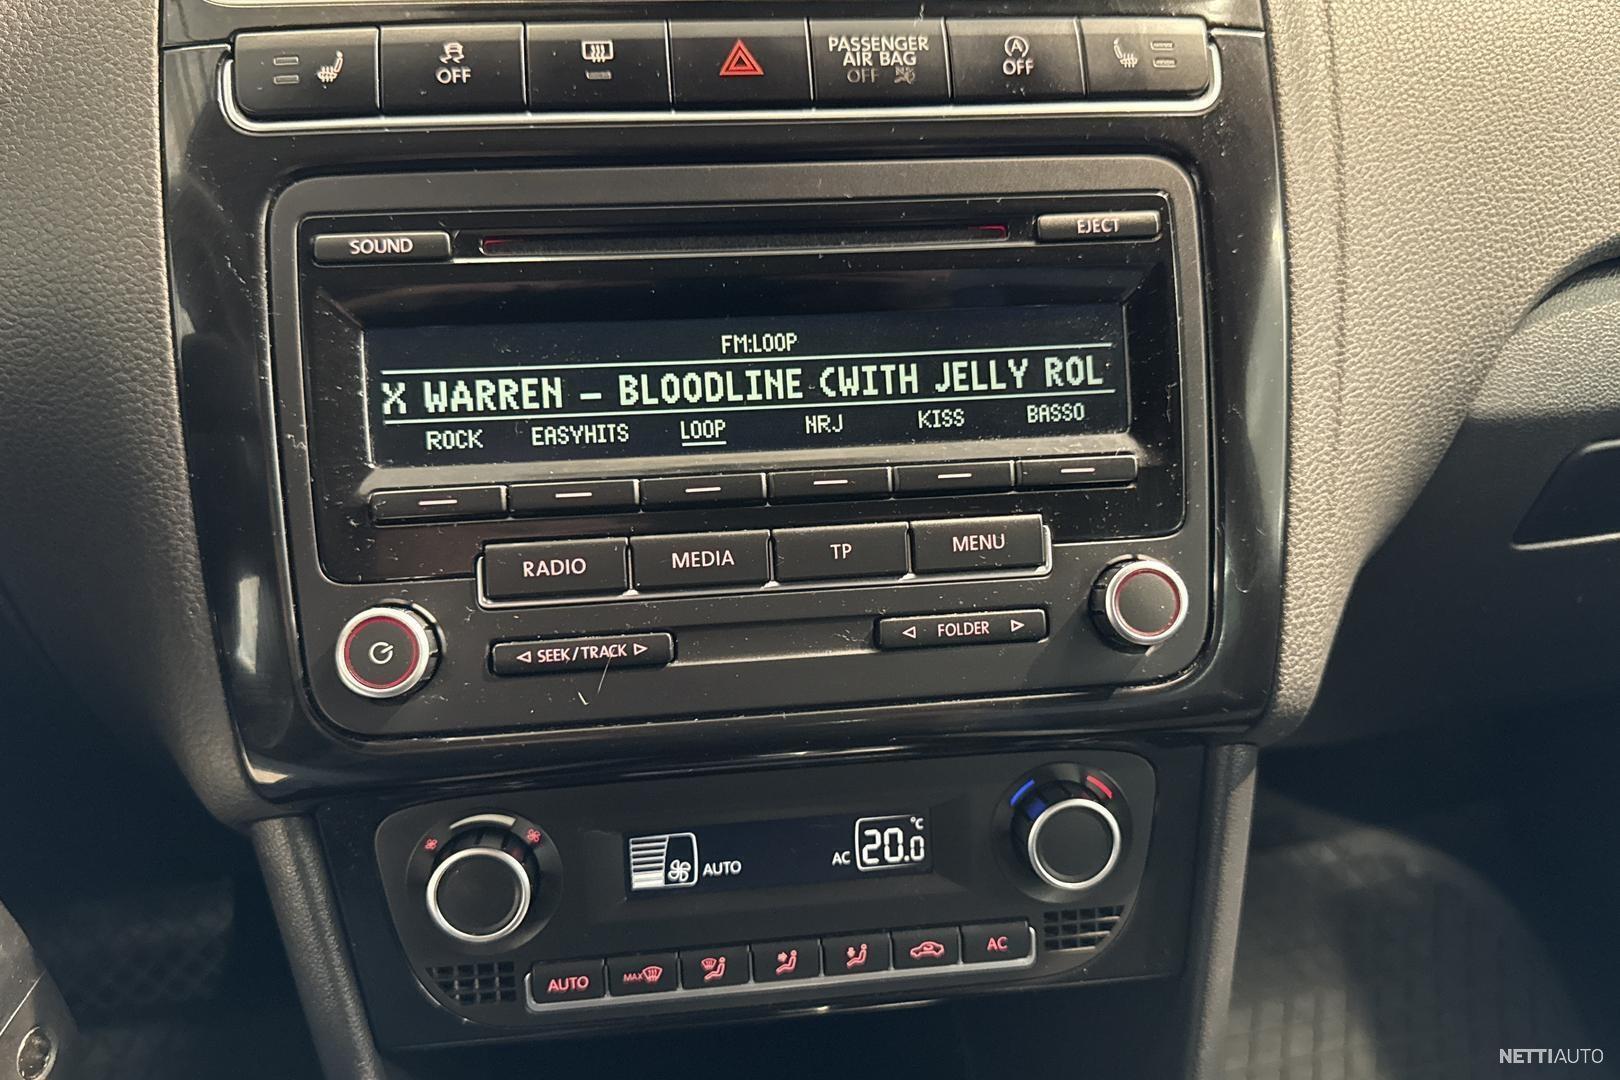 OFF
PASSENGER
AIR BAG
OFF
A
OFF
SOUND
EJECT
FM:LOOP
X WARREN – BLOODLINE (WITH JELLY ROL
ROCK EASYHITS LOOP NRJ KISS BASSO
RADIO MEDIA TP MENU
SEEK/TRACK
FOLDER
AUTO
AC 20.0 °C
AUTO MAX AC
NETTIAUTO